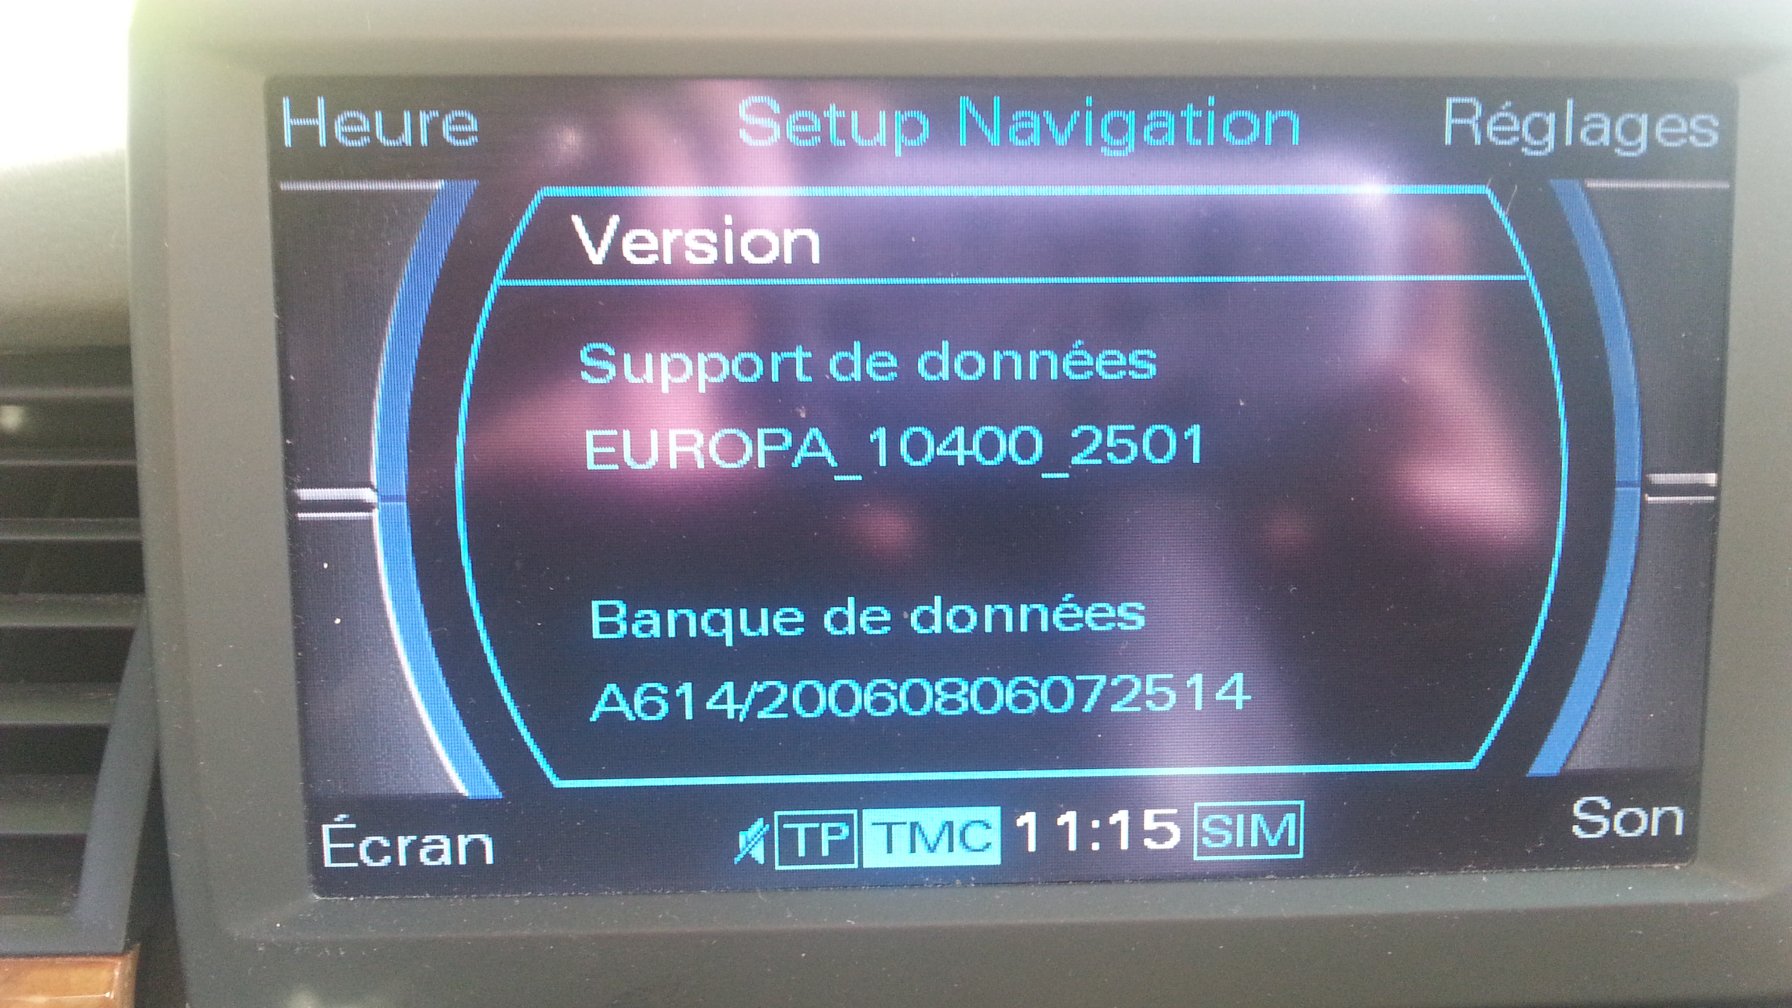 Heure Setup Navigation Réglages
Version
Support de données
EUROPA_10400_2501
Banque de données
A614/20060806072514
Écran TP TMC 11:15 SIM Son